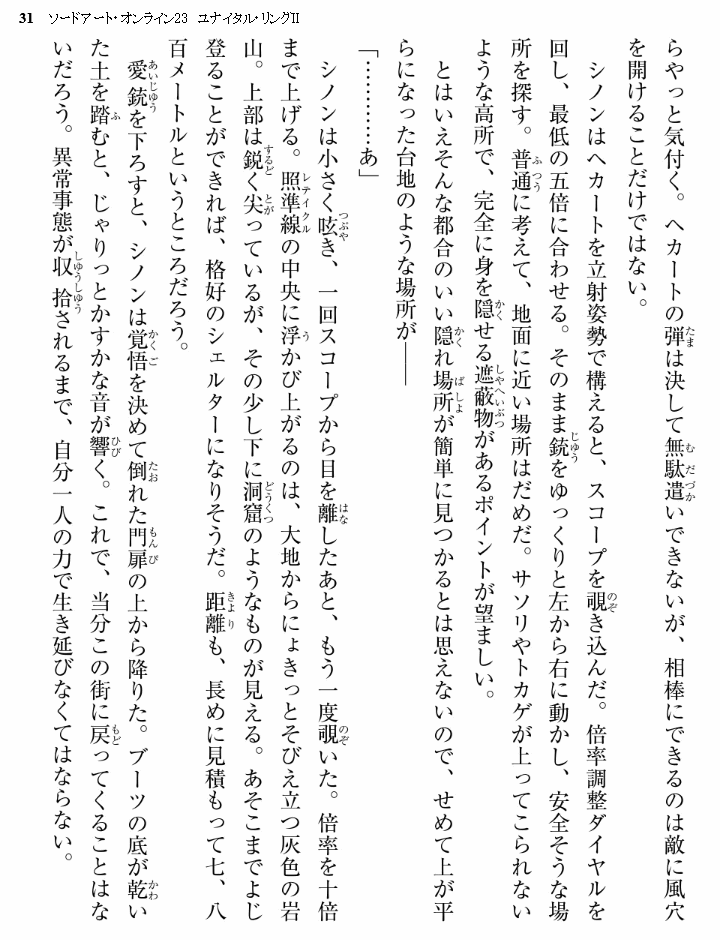 31 ソードアート・オンライン23 ユナイタル・リングII
らやっと気付く。ヘカートの弾は決して無駄遣いできないが、相棒にできるのは敵に風穴
を開けることだけではない。
シノンはヘカートを立射姿勢で構えると、スコープを覗き込んだ。倍率調整ダイヤルを
回し、最低の五倍に合わせる。そのまま銃をゆっくりと左から右に動かし、安全そうな場
所を探す。普通に考えて、地面に近い場所はだめだ。サソリやトカゲが上ってこられない
ような高所で、完全に身を隠せる遮蔽物があるポイントが望ましい。
とはいえそんな都合のいい隠れ場所が簡単に見つかるとは思えないので、せめて上が平
らになった台地のような場所が――
「…………あ」
シノンは小さく呟き、一回スコープから目を離したあと、もう一度覗いた。倍率を十倍
まで上げる。照準線の中央に浮かび上がるのは、大地からにょきっとそびえ立つ灰色の岩
山。上部は鋭く尖っているが、その少し下に洞窟のようなものが見える。あそこまでよじ
登ることができれば、格好のシェルターになりそうだ。距離も、長めに見積もって七、八
百メートルというところだろう。
愛銃を下ろすと、シノンは覚悟を決めて倒れた門扉の上から降りた。ブーツの底が乾い
た土を踏むと、じゃりっとかすかな音が響く。これで、当分この街に戻ってくることはな
いだろう。異常事態が収拾されるまで、自分一人の力で生き延びなくてはならない。